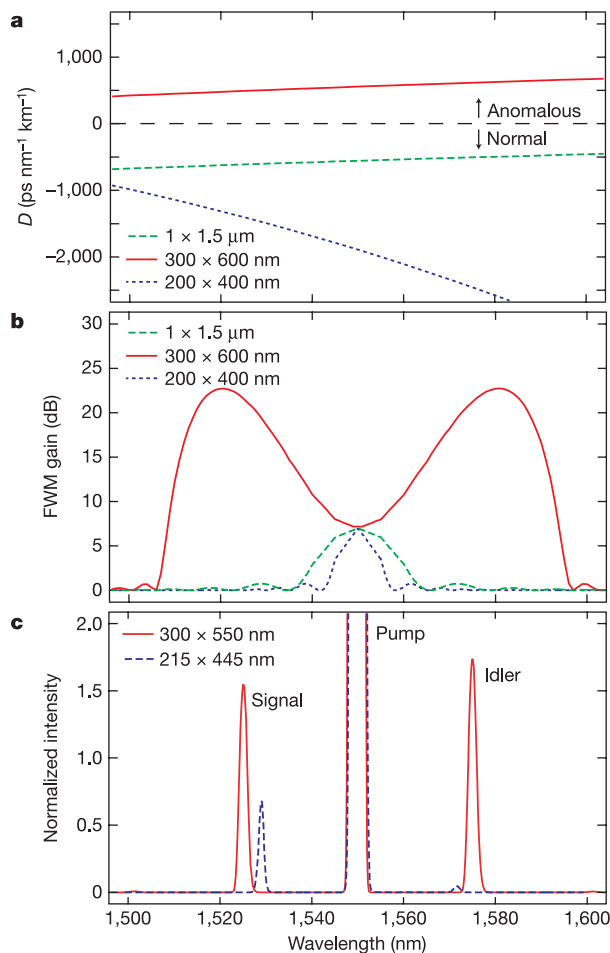 a
1,000
0
−1,000
−2,000
D (ps nm⁻¹ km⁻¹)
Anomalous
Normal
1 × 1.5 μm
300 × 600 nm
200 × 400 nm
b
30
25
20
15
10
5
0
FWM gain (dB)
1 × 1.5 μm
300 × 600 nm
200 × 400 nm
c
2.0
1.5
1.0
0.5
0
Normalized intensity
300 × 550 nm
215 × 445 nm
Pump
Signal
Idler
1,500 1,520 1,540 1,560 1,580 1,600
Wavelength (nm)